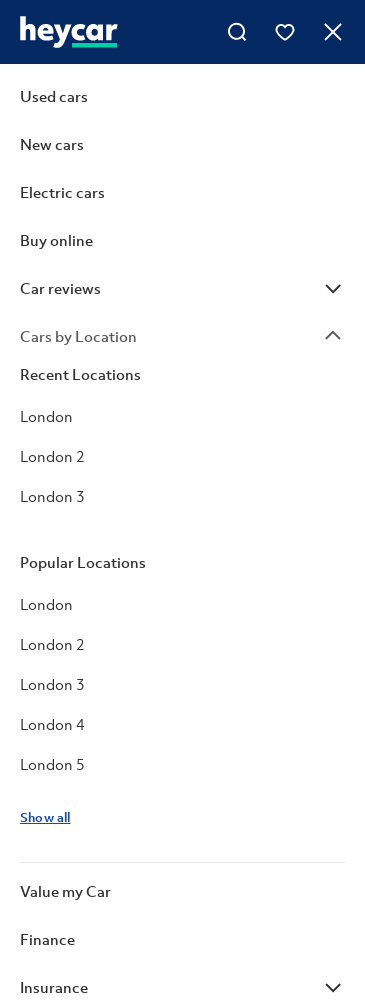 heycar
Used cars
New cars
Electric cars
Buy online
Car reviews
Cars by Location
Recent Locations
London
London 2
London 3
Popular Locations
London
London 2
London 3
London 4
London 5
Show all
Value my Car
Finance
Insurance